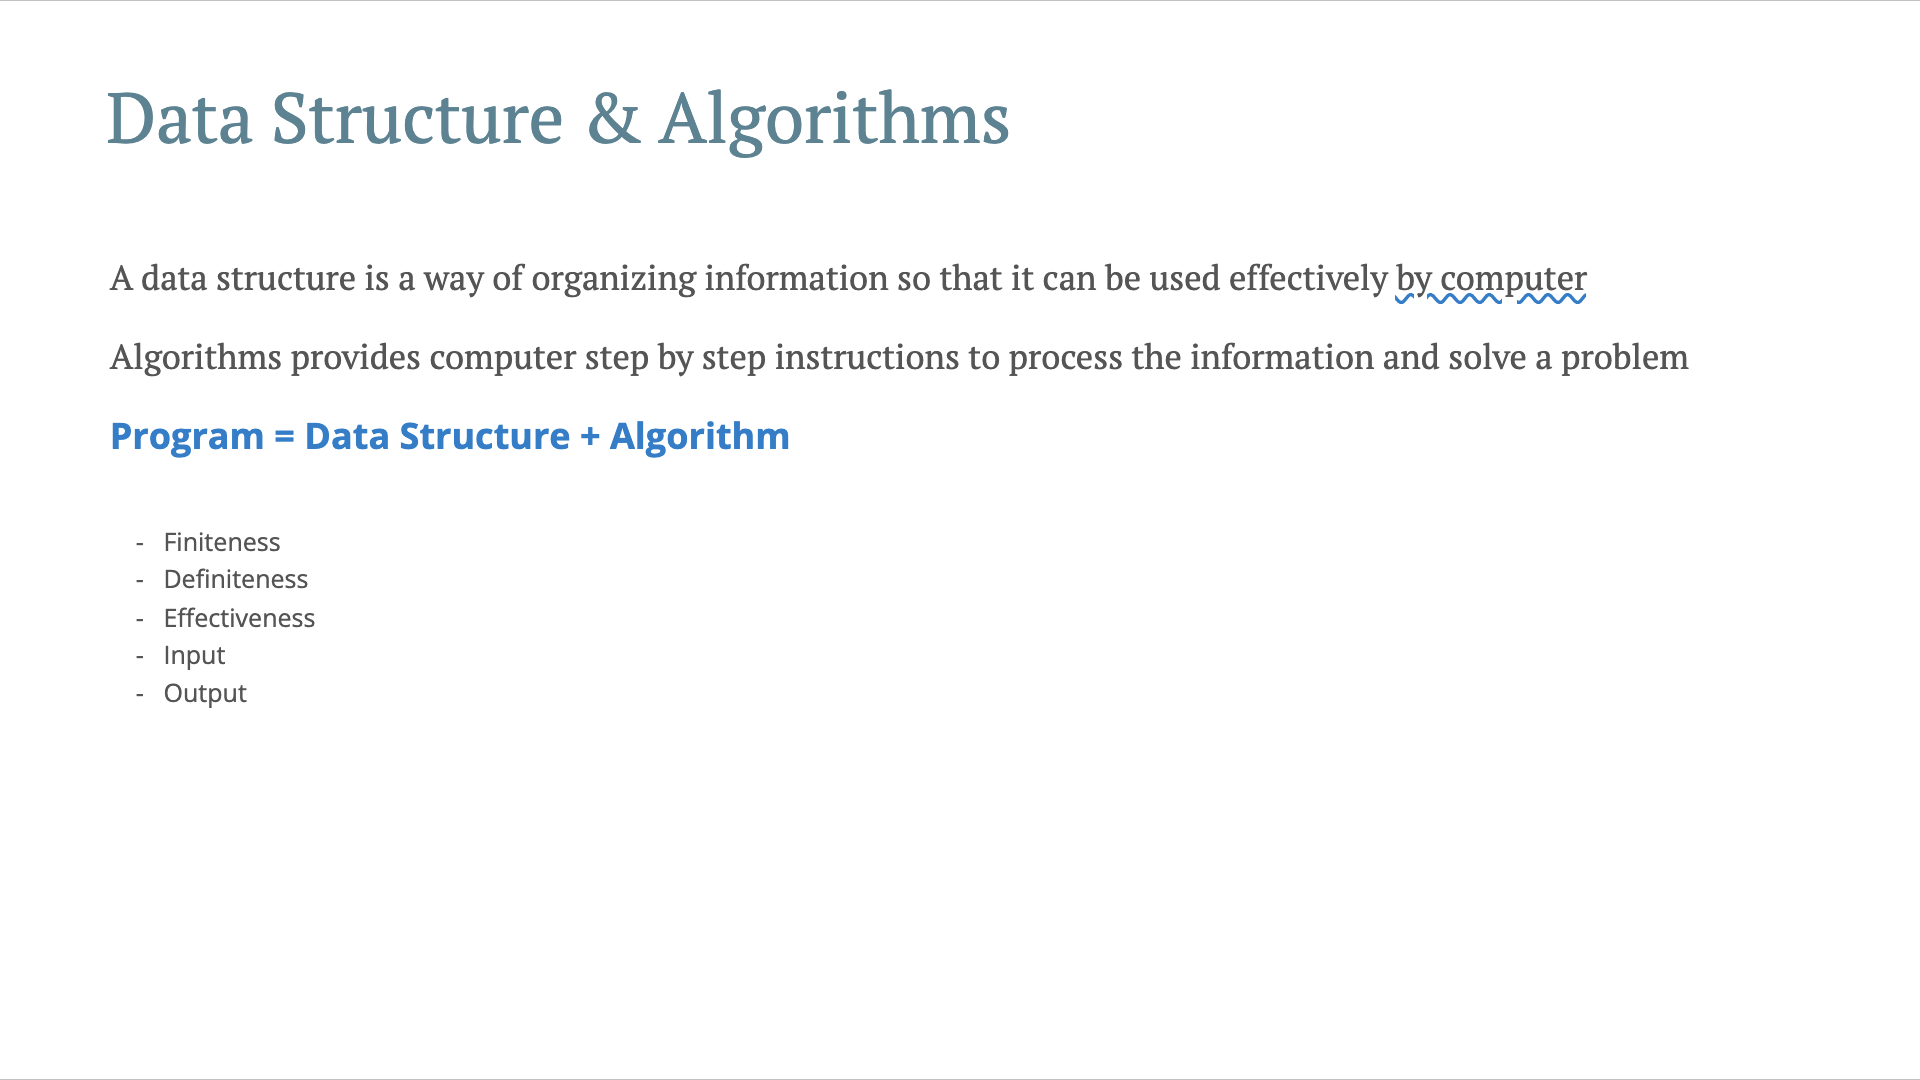 Data Structure & Algorithms
A data structure is a way of organizing information so that it can be used effectively by computer
Algorithms provides computer step by step instructions to process the information and solve a problem
Program = Data Structure + Algorithm
- Finiteness
- Definiteness
- Effectiveness
- Input
- Output